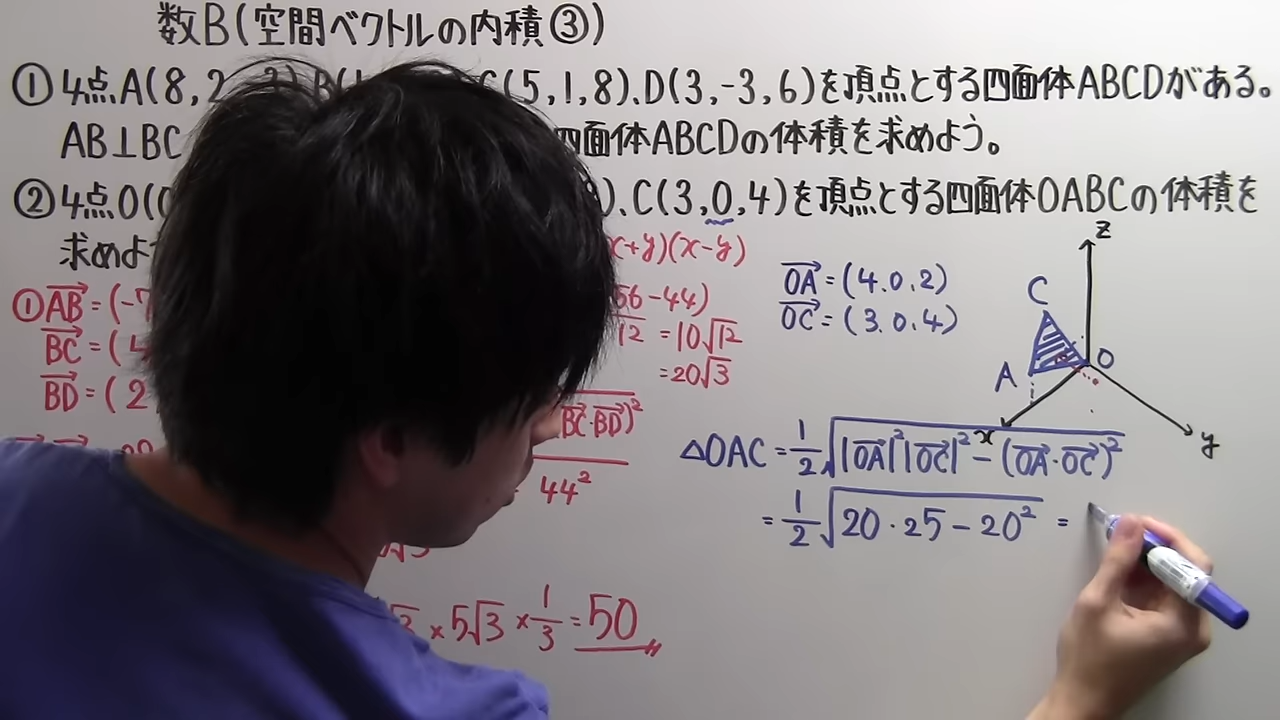 数B(空間ベクトルの内積③)
①4点A(8,2 C(5,1,8)、D(3,-3,6)を頂点とする四面体ABCDがある。
AB⊥BC 四面体ABCDの体積を求めよう。
②4点O(0 )、C(3,0,4)を頂点とする四面体OABCの体積を
求めよ
x+y)(x-y)
①AB→=(-7
56-44)
BC→=(4
12 =10√12
BD→=(2
=20√3
BC→・BD→)²
44²
×5√3×1/3=50
OA→=(4.0.2)
OC→=(3.0.4)
z
C
O
A
x
y
△OAC=1/2√|OA→|²|OC→|²-(OA→・OC→)²
=1/2√20・25-20² =